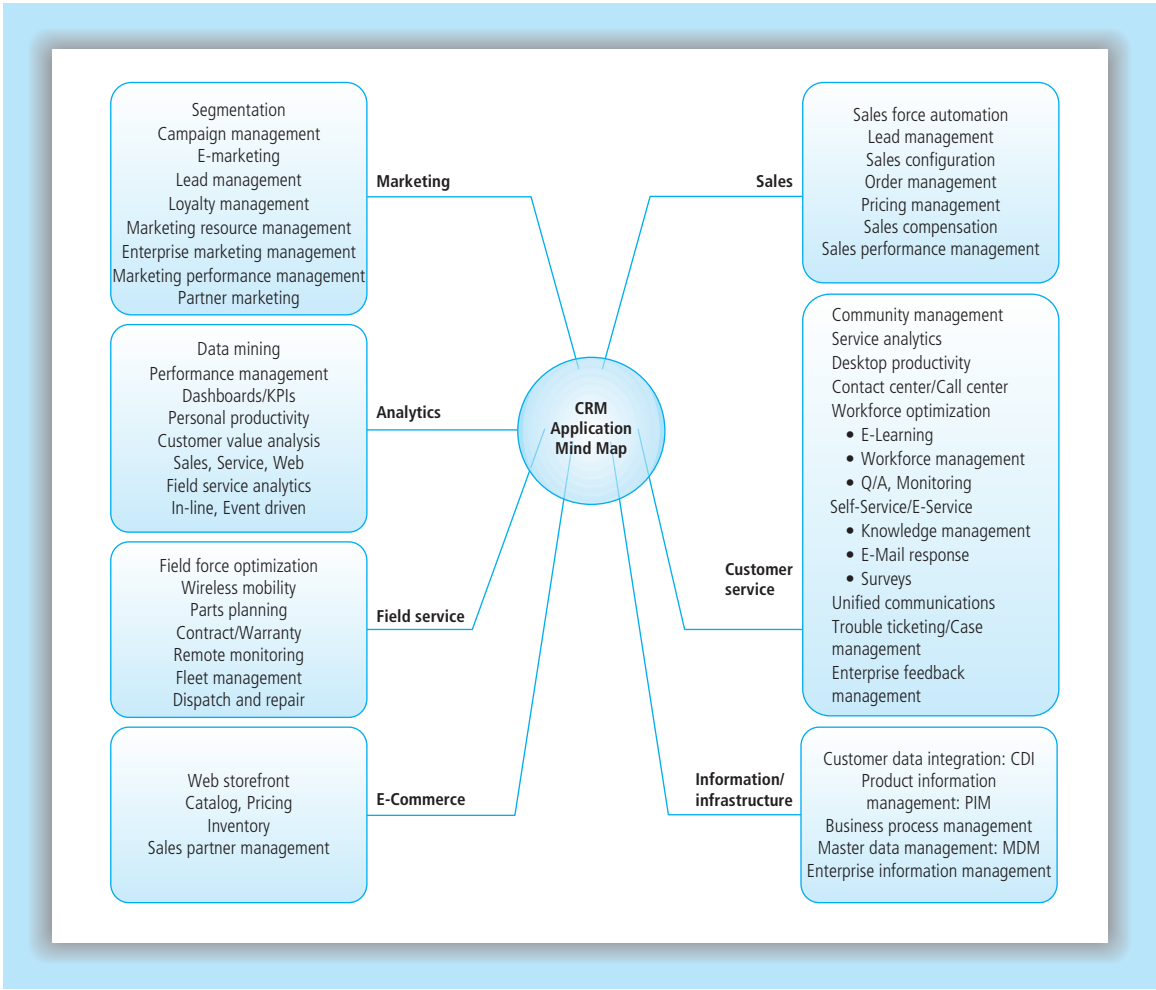 CRM
Application
Mind Map
Marketing
Segmentation
Campaign management
E-marketing
Lead management
Loyalty management
Marketing resource management
Enterprise marketing management
Marketing performance management
Partner marketing
Analytics
Data mining
Performance management
Dashboards/KPIs
Personal productivity
Customer value analysis
Sales, Service, Web
Field service analytics
In-line, Event driven
Field service
Field force optimization
Wireless mobility
Parts planning
Contract/Warranty
Remote monitoring
Fleet management
Dispatch and repair
E-Commerce
Web storefront
Catalog, Pricing
Inventory
Sales partner management
Sales
Sales force automation
Lead management
Sales configuration
Order management
Pricing management
Sales compensation
Sales performance management
Customer
service
Community management
Service analytics
Desktop productivity
Contact center/Call center
Workforce optimization
• E-Learning
• Workforce management
• Q/A, Monitoring
Self-Service/E-Service
• Knowledge management
• E-Mail response
• Surveys
Unified communications
Trouble ticketing/Case
management
Enterprise feedback
management
Information/
infrastructure
Customer data integration: CDI
Product information
management: PIM
Business process management
Master data management: MDM
Enterprise information management